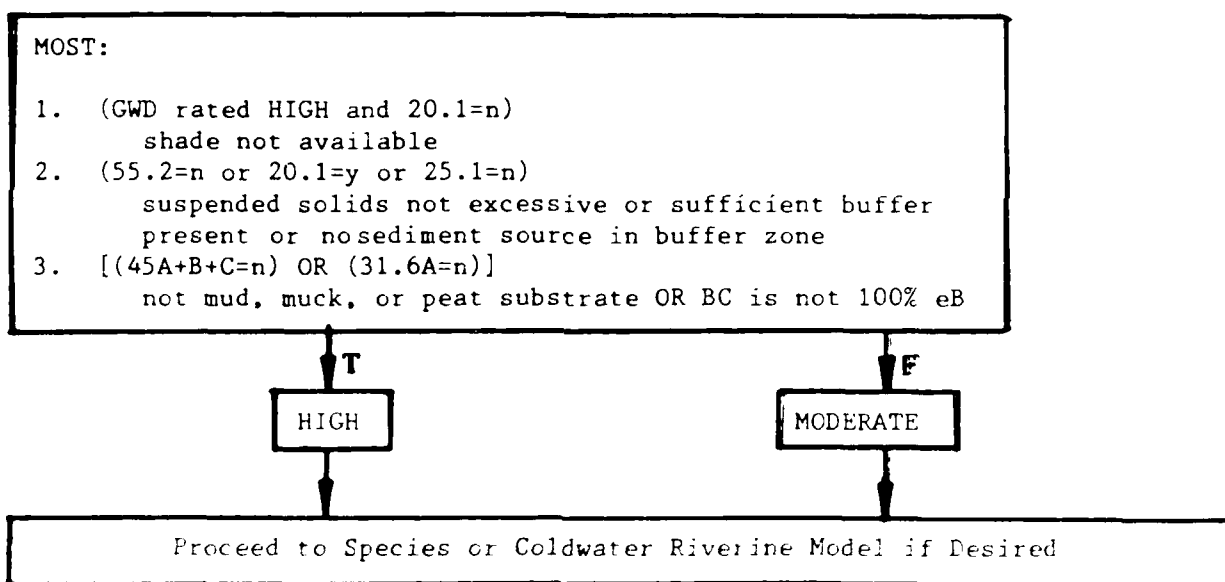 MOST:
1. (GWD rated HIGH and 20.1=n)
shade not available
2. (55.2=n or 20.1=y or 25.1=n)
suspended solids not excessive or sufficient buffer
present or nosediment source in buffer zone
3. [(45A+B+C=n) OR (31.6A=n)]
not mud, muck, or peat substrate OR BC is not 100% eB
T F
HIGH MODERATE
Proceed to Species or Coldwater Riverine Model if Desired